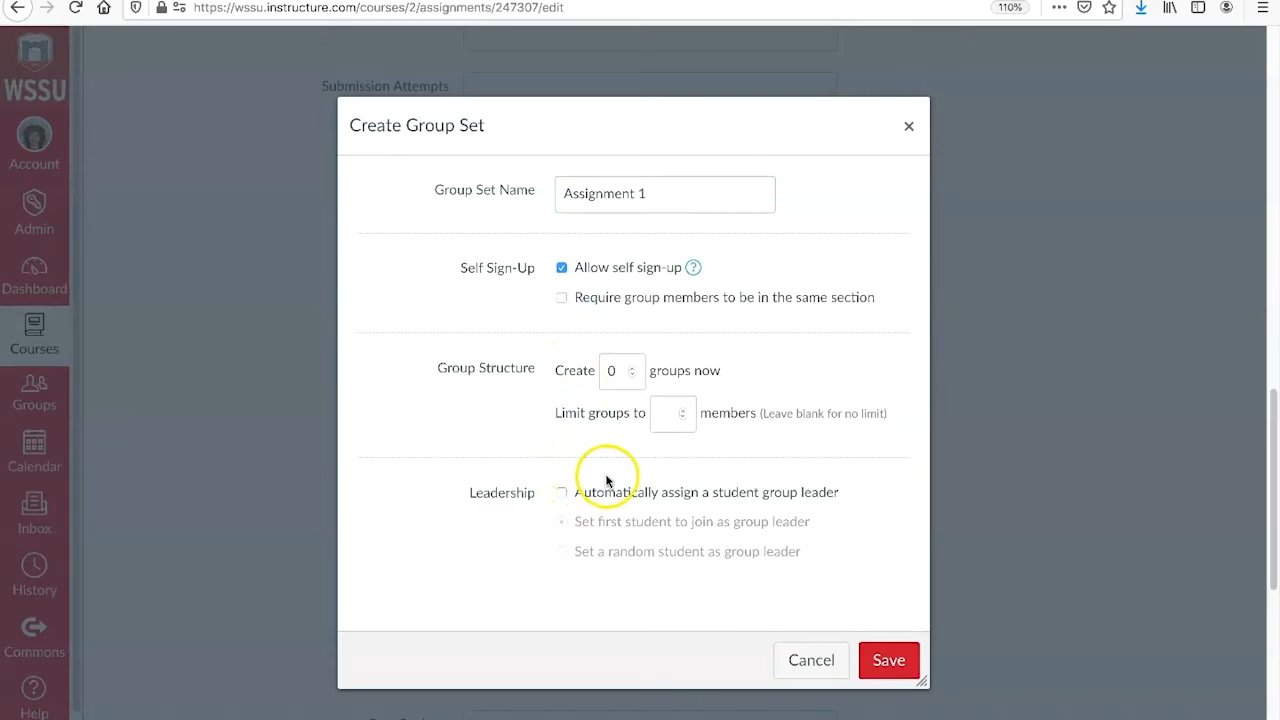 https://wssu.instructure.com/courses/2/assignments/247307/edit
110%
WSSU
Account
Admin
Dashboard
Courses
Groups
Calendar
Inbox
History
Commons
Help
Submission Attempts
Create Group Set
×
Group Set Name
Assignment 1
Self Sign-Up
Allow self sign-up ?
Require group members to be in the same section
Group Structure
Create 0 groups now
Limit groups to members (Leave blank for no limit)
Leadership
Automatically assign a student group leader
Set first student to join as group leader
Set a random student as group leader
Cancel
Save